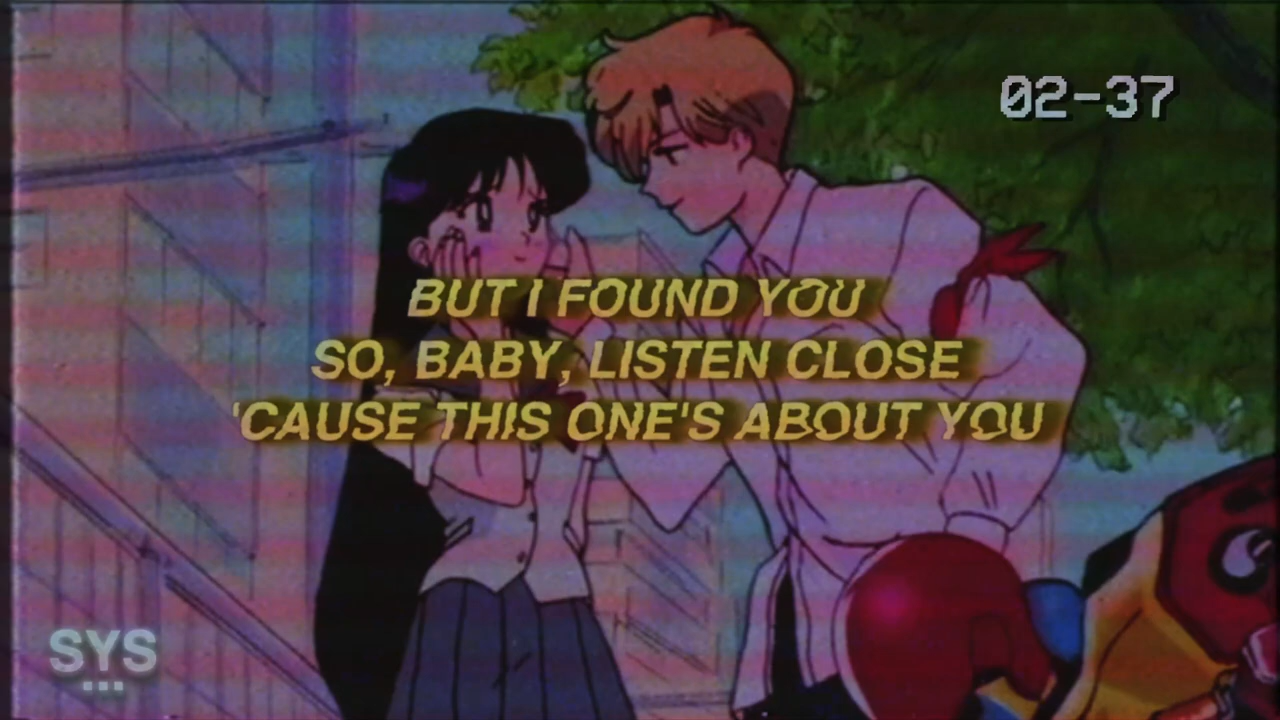 02-37
BUT I FOUND YOU
SO, BABY, LISTEN CLOSE
'CAUSE THIS ONE'S ABOUT YOU
SYS